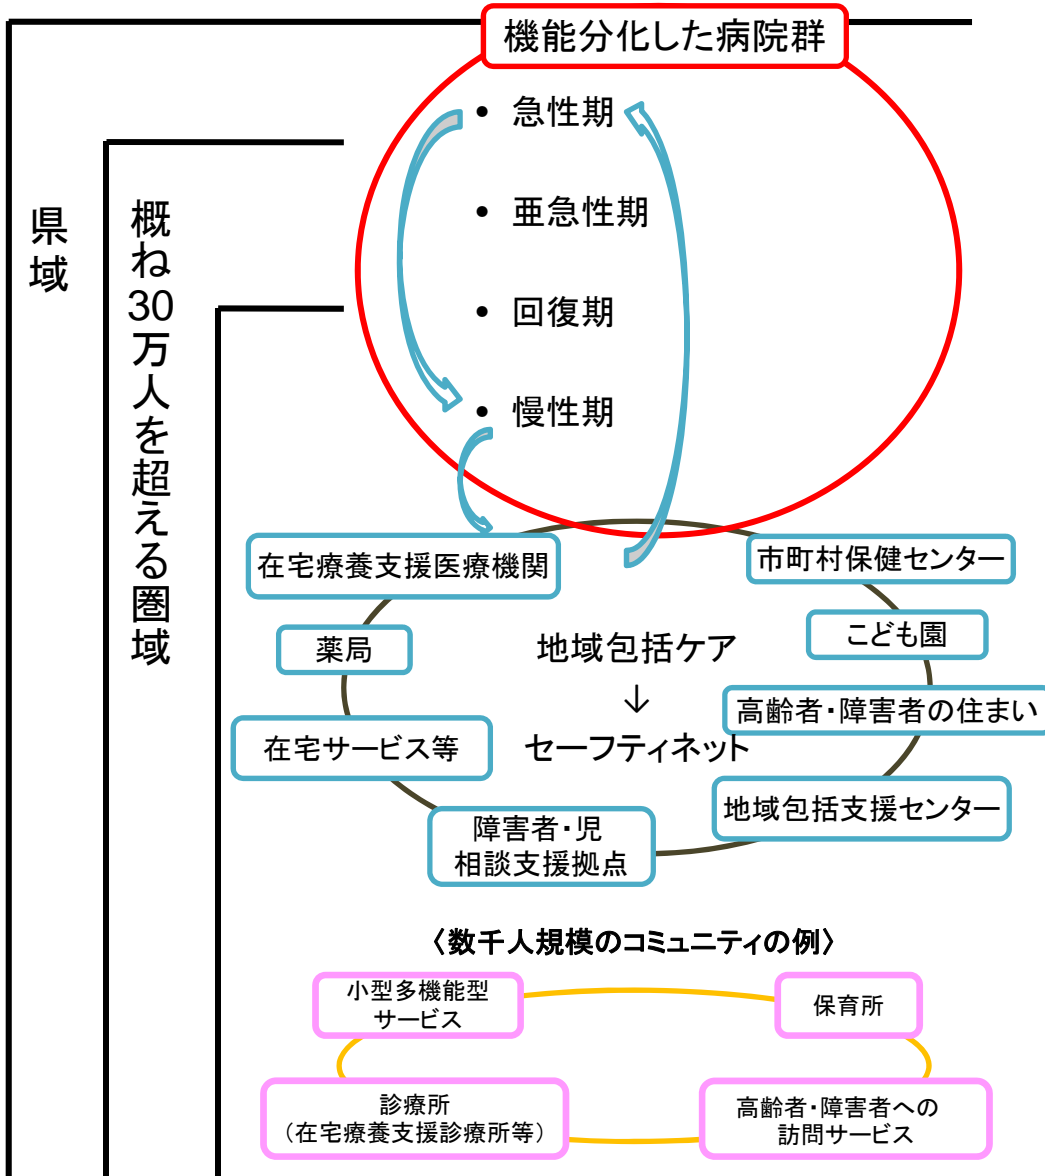 機能分化した病院群
• 急性期
• 亜急性期
• 回復期
• 慢性期
県域
概ね30万人を超える圏域
在宅療養支援医療機関
市町村保健センター
薬局
こども園
地域包括ケア
↓
セーフティネット
高齢者・障害者の住まい
在宅サービス等
地域包括支援センター
障害者・児
相談支援拠点
〈数千人規模のコミュニティの例〉
小型多機能型
サービス
保育所
診療所
（在宅療養支援診療所等）
高齢者・障害者への
訪問サービス